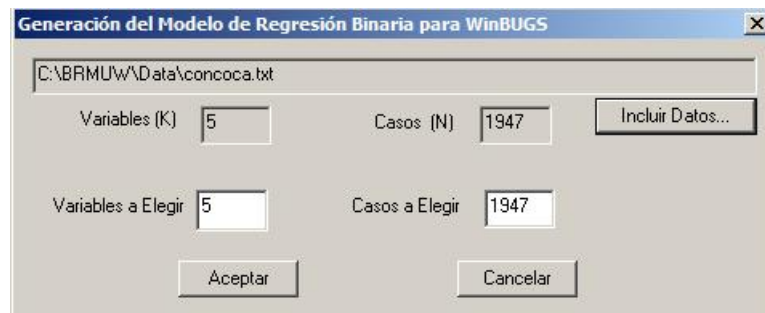 Generación del Modelo de Regresión Binaria para WinBUGS
C:\BRMUW\Data\concoca.txt
Variables (K) 5 Casos (N) 1947 Incluir Datos...
Variables a Elegir 5 Casos a Elegir 1947
Aceptar Cancelar